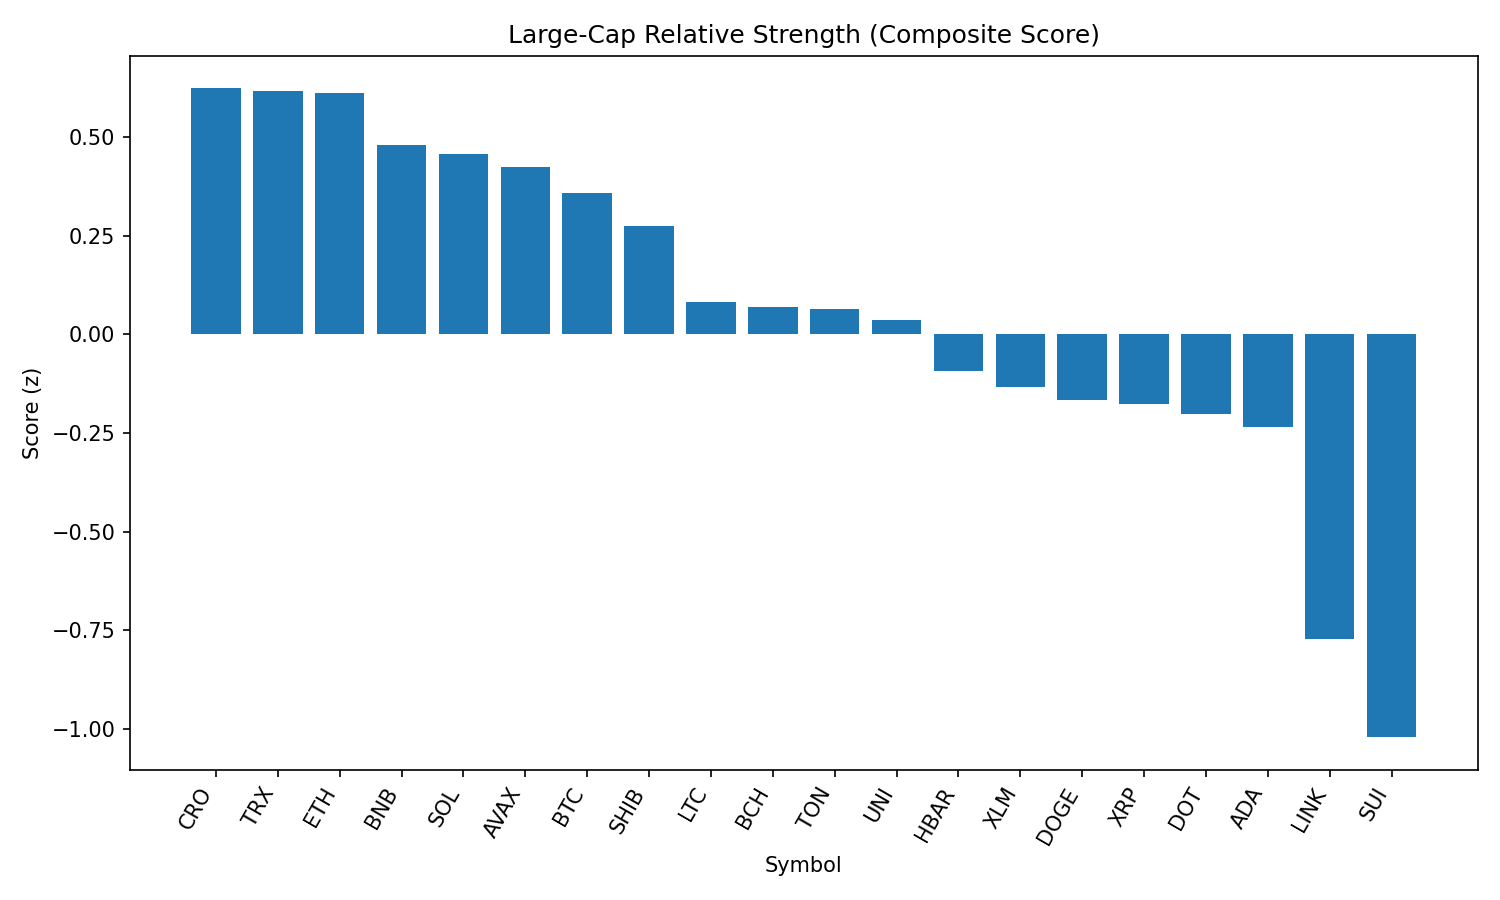 Large-Cap Relative Strength (Composite Score)
Score (z)
0.50
0.25
0.00
−0.25
−0.50
−0.75
−1.00
CRO
TRX
ETH
BNB
SOL
AVAX
BTC
SHIB
LTC
BCH
TON
UNI
HBAR
XLM
DOGE
XRP
DOT
ADA
LINK
SUI
Symbol